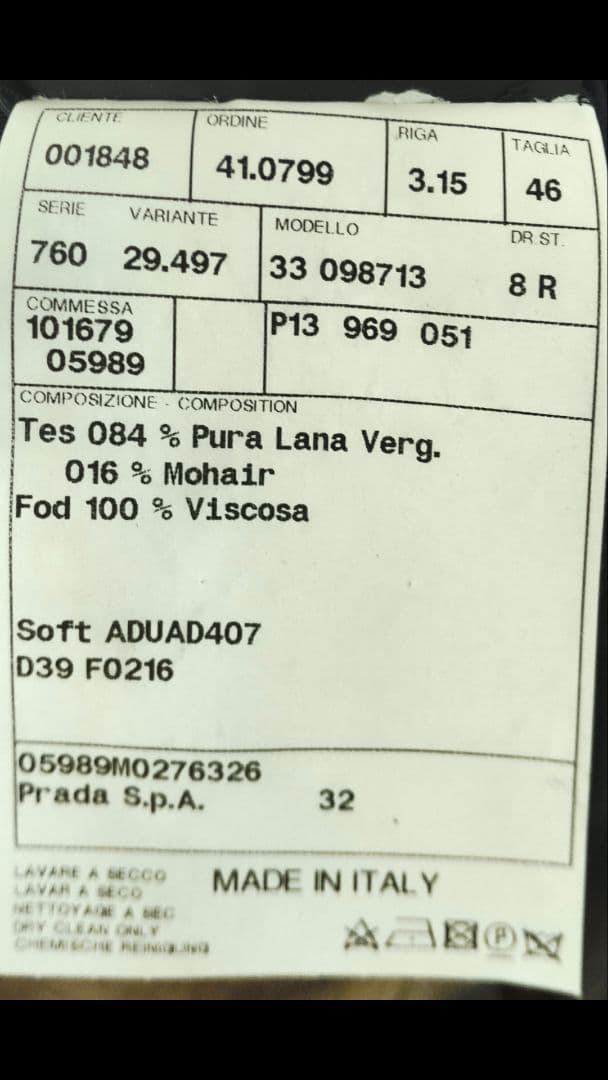 CLIENTE ORDINE RIGA TAGLIA
001848 41.0799 3.15 46
SERIE VARIANTE MODELLO DR.ST.
760 29.497 33 098713 8 R
COMMESSA
101679 P13 969 051
05989
COMPOSIZIONE - COMPOSITION
Tes 084 % Pura Lana Verg.
016 % Mohair
Fod 100 % Viscosa
Soft ADUAD407
D39 F0216
05989M0276326
Prada S.p.A. 32
LAVARE A SECCO MADE IN ITALY
LAVAR A SECO
NETTOYAGE A SEC
DRY CLEAN ONLY
CHEMISCHE REINIGUNG
P